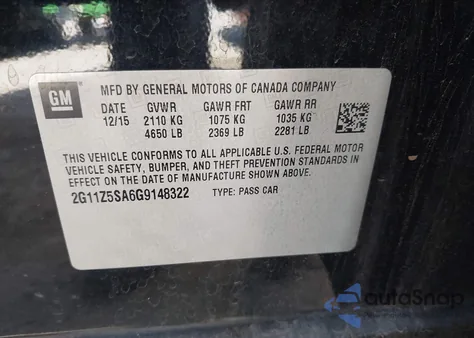 GM
MFD BY GENERAL MOTORS OF CANADA COMPANY
DATE GVWR GAWR FRT GAWR RR
12/15 2110 KG 1075 KG 1035 KG
4650 LB 2369 LB 2281 LB
THIS VEHICLE CONFORMS TO ALL APPLICABLE U.S. FEDERAL MOTOR
VEHICLE SAFETY, BUMPER, AND THEFT PREVENTION STANDARDS IN
EFFECT ON THE DATE OF MANUFACTURE SHOWN ABOVE.
2G11Z5SA6G9148322 TYPE: PASS CAR
autoSnap